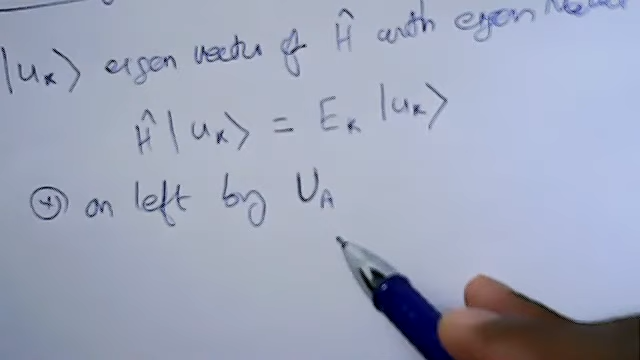 |uₖ⟩ eigen vector of Ĥ with eigen
Ĥ|uₖ⟩ = Eₖ |uₖ⟩
(*) on left by U_A